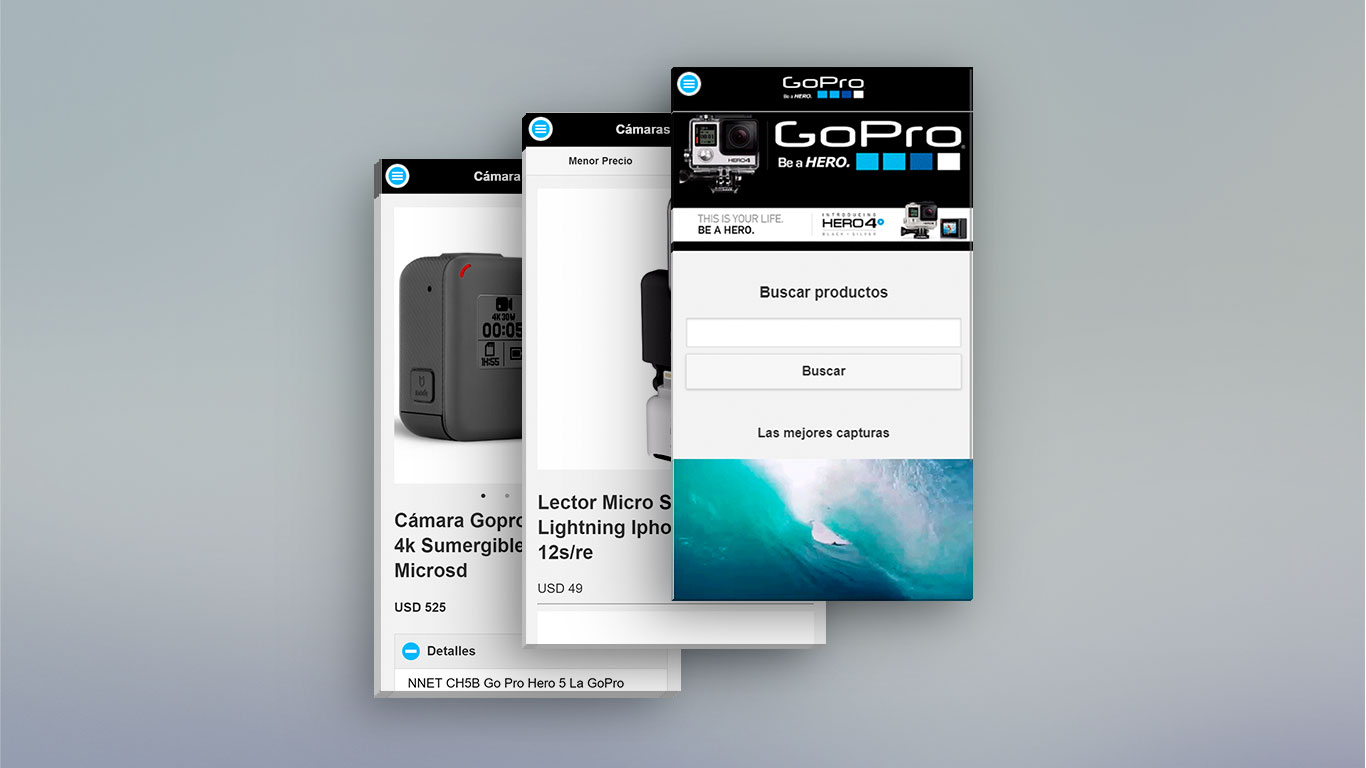 Cámara
4K30M
00:05
1H:55
Cámara Gopro
4k Sumergible
Microsd
USD 525
Detalles
NNET CH5B Go Pro Hero 5 La GoPro
Cámaras
Menor Precio
Lector Micro S
Lightning Ipho
12s/re
USD 49
GoPro
Be a HERO.
HERO4
GoPro
Be a HERO.
THIS IS YOUR LIFE.
BE A HERO.
INTRODUCING
HERO4
BLACK | SILVER
Buscar productos
Buscar
Las mejores capturas